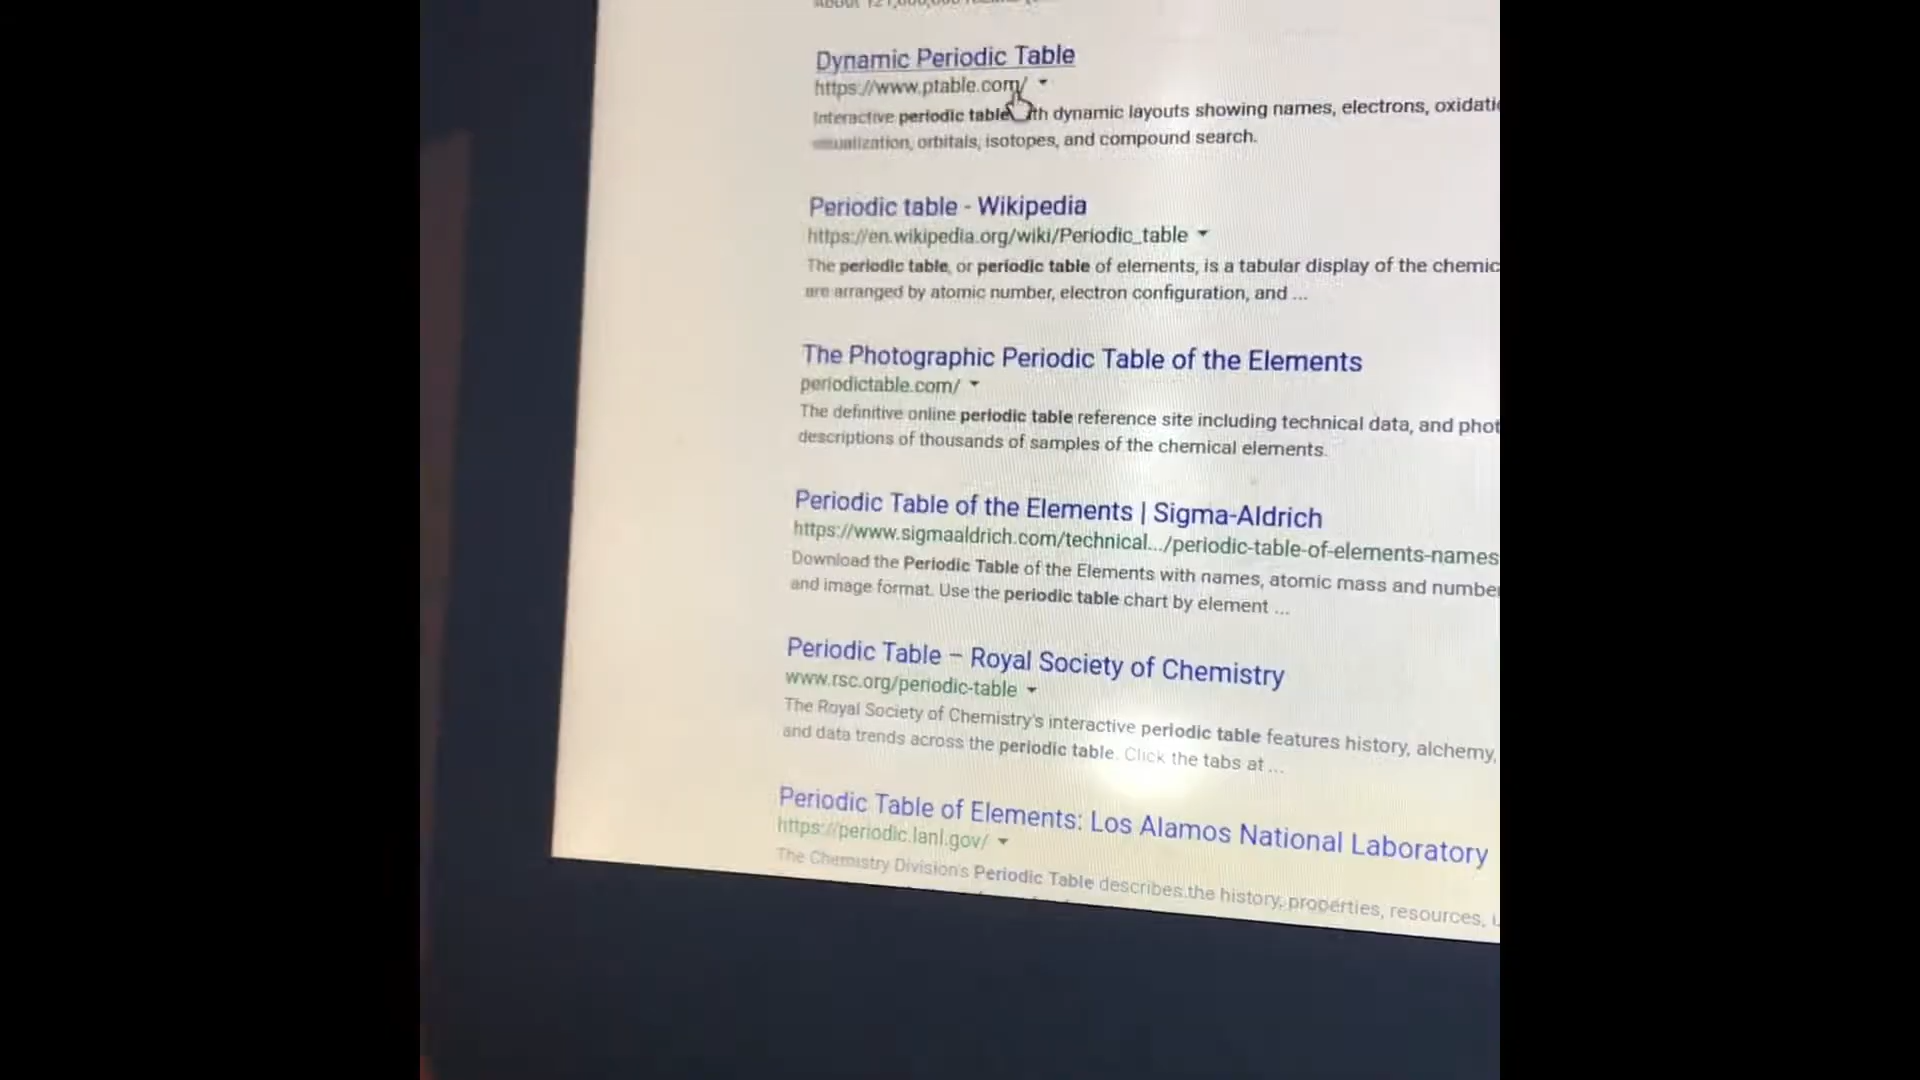 Dynamic Periodic Table
https://www.ptable.com/
Interactive periodic table with dynamic layouts showing names, electrons, oxidati
visualization, orbitals, isotopes, and compound search.
Periodic table - Wikipedia
https://en.wikipedia.org/wiki/Periodic_table
The periodic table, or periodic table of elements, is a tabular display of the chemic
are arranged by atomic number, electron configuration, and ...
The Photographic Periodic Table of the Elements
periodictable.com/
The definitive online periodic table reference site including technical data, and phot
descriptions of thousands of samples of the chemical elements.
Periodic Table of the Elements | Sigma-Aldrich
https://www.sigmaaldrich.com/technical.../periodic-table-of-elements-names
Download the Periodic Table of the Elements with names, atomic mass and number
and image format. Use the periodic table chart by element ...
Periodic Table – Royal Society of Chemistry
www.rsc.org/periodic-table
The Royal Society of Chemistry's interactive periodic table features history, alchemy,
and data trends across the periodic table. Click the tabs at ...
Periodic Table of Elements: Los Alamos National Laboratory
https://periodic.lanl.gov/
The Chemistry Division's Periodic Table describes the history, properties, resources,